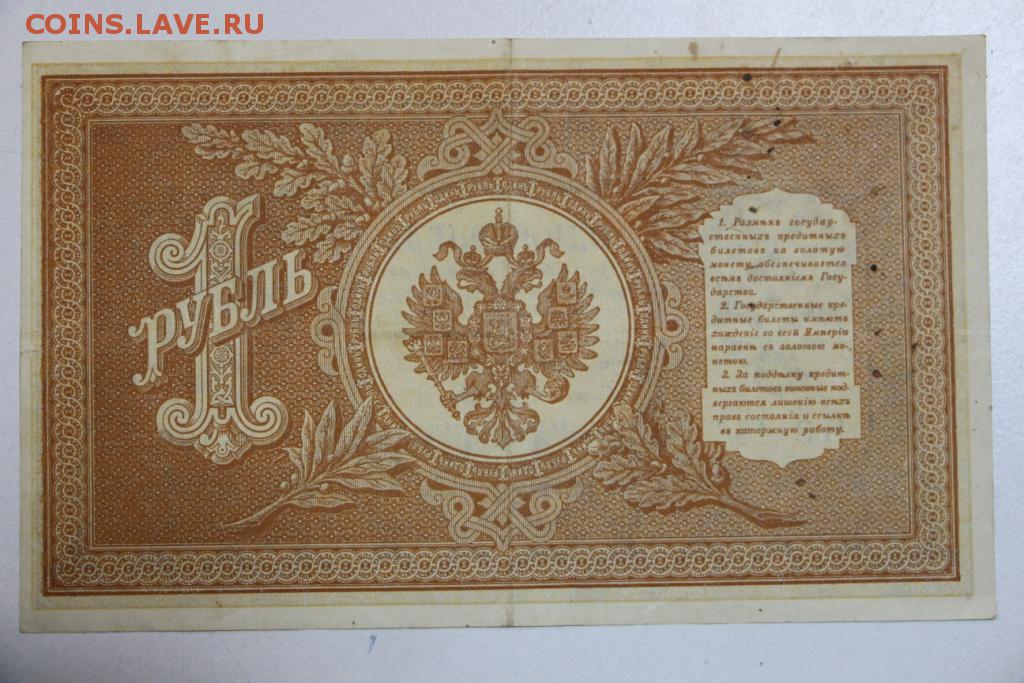 COINS.LAVE.RU
1
РУБЛЬ
1. Размѣнъ государ-
ственныхъ кредитныхъ
билетовъ на золотую
монету обезпечивается
всѣмъ достояніемъ Госу-
дарства.
2. Государственные кре-
дитные билеты имѣютъ
хожденіе во всей Имперіи
наравнѣ съ золотою мо-
нетою.
3. За поддѣлку кредит-
ныхъ билетовъ виновные под-
вергаются лишенію всѣхъ
правъ состоянія и ссылкѣ
въ каторжную работу.